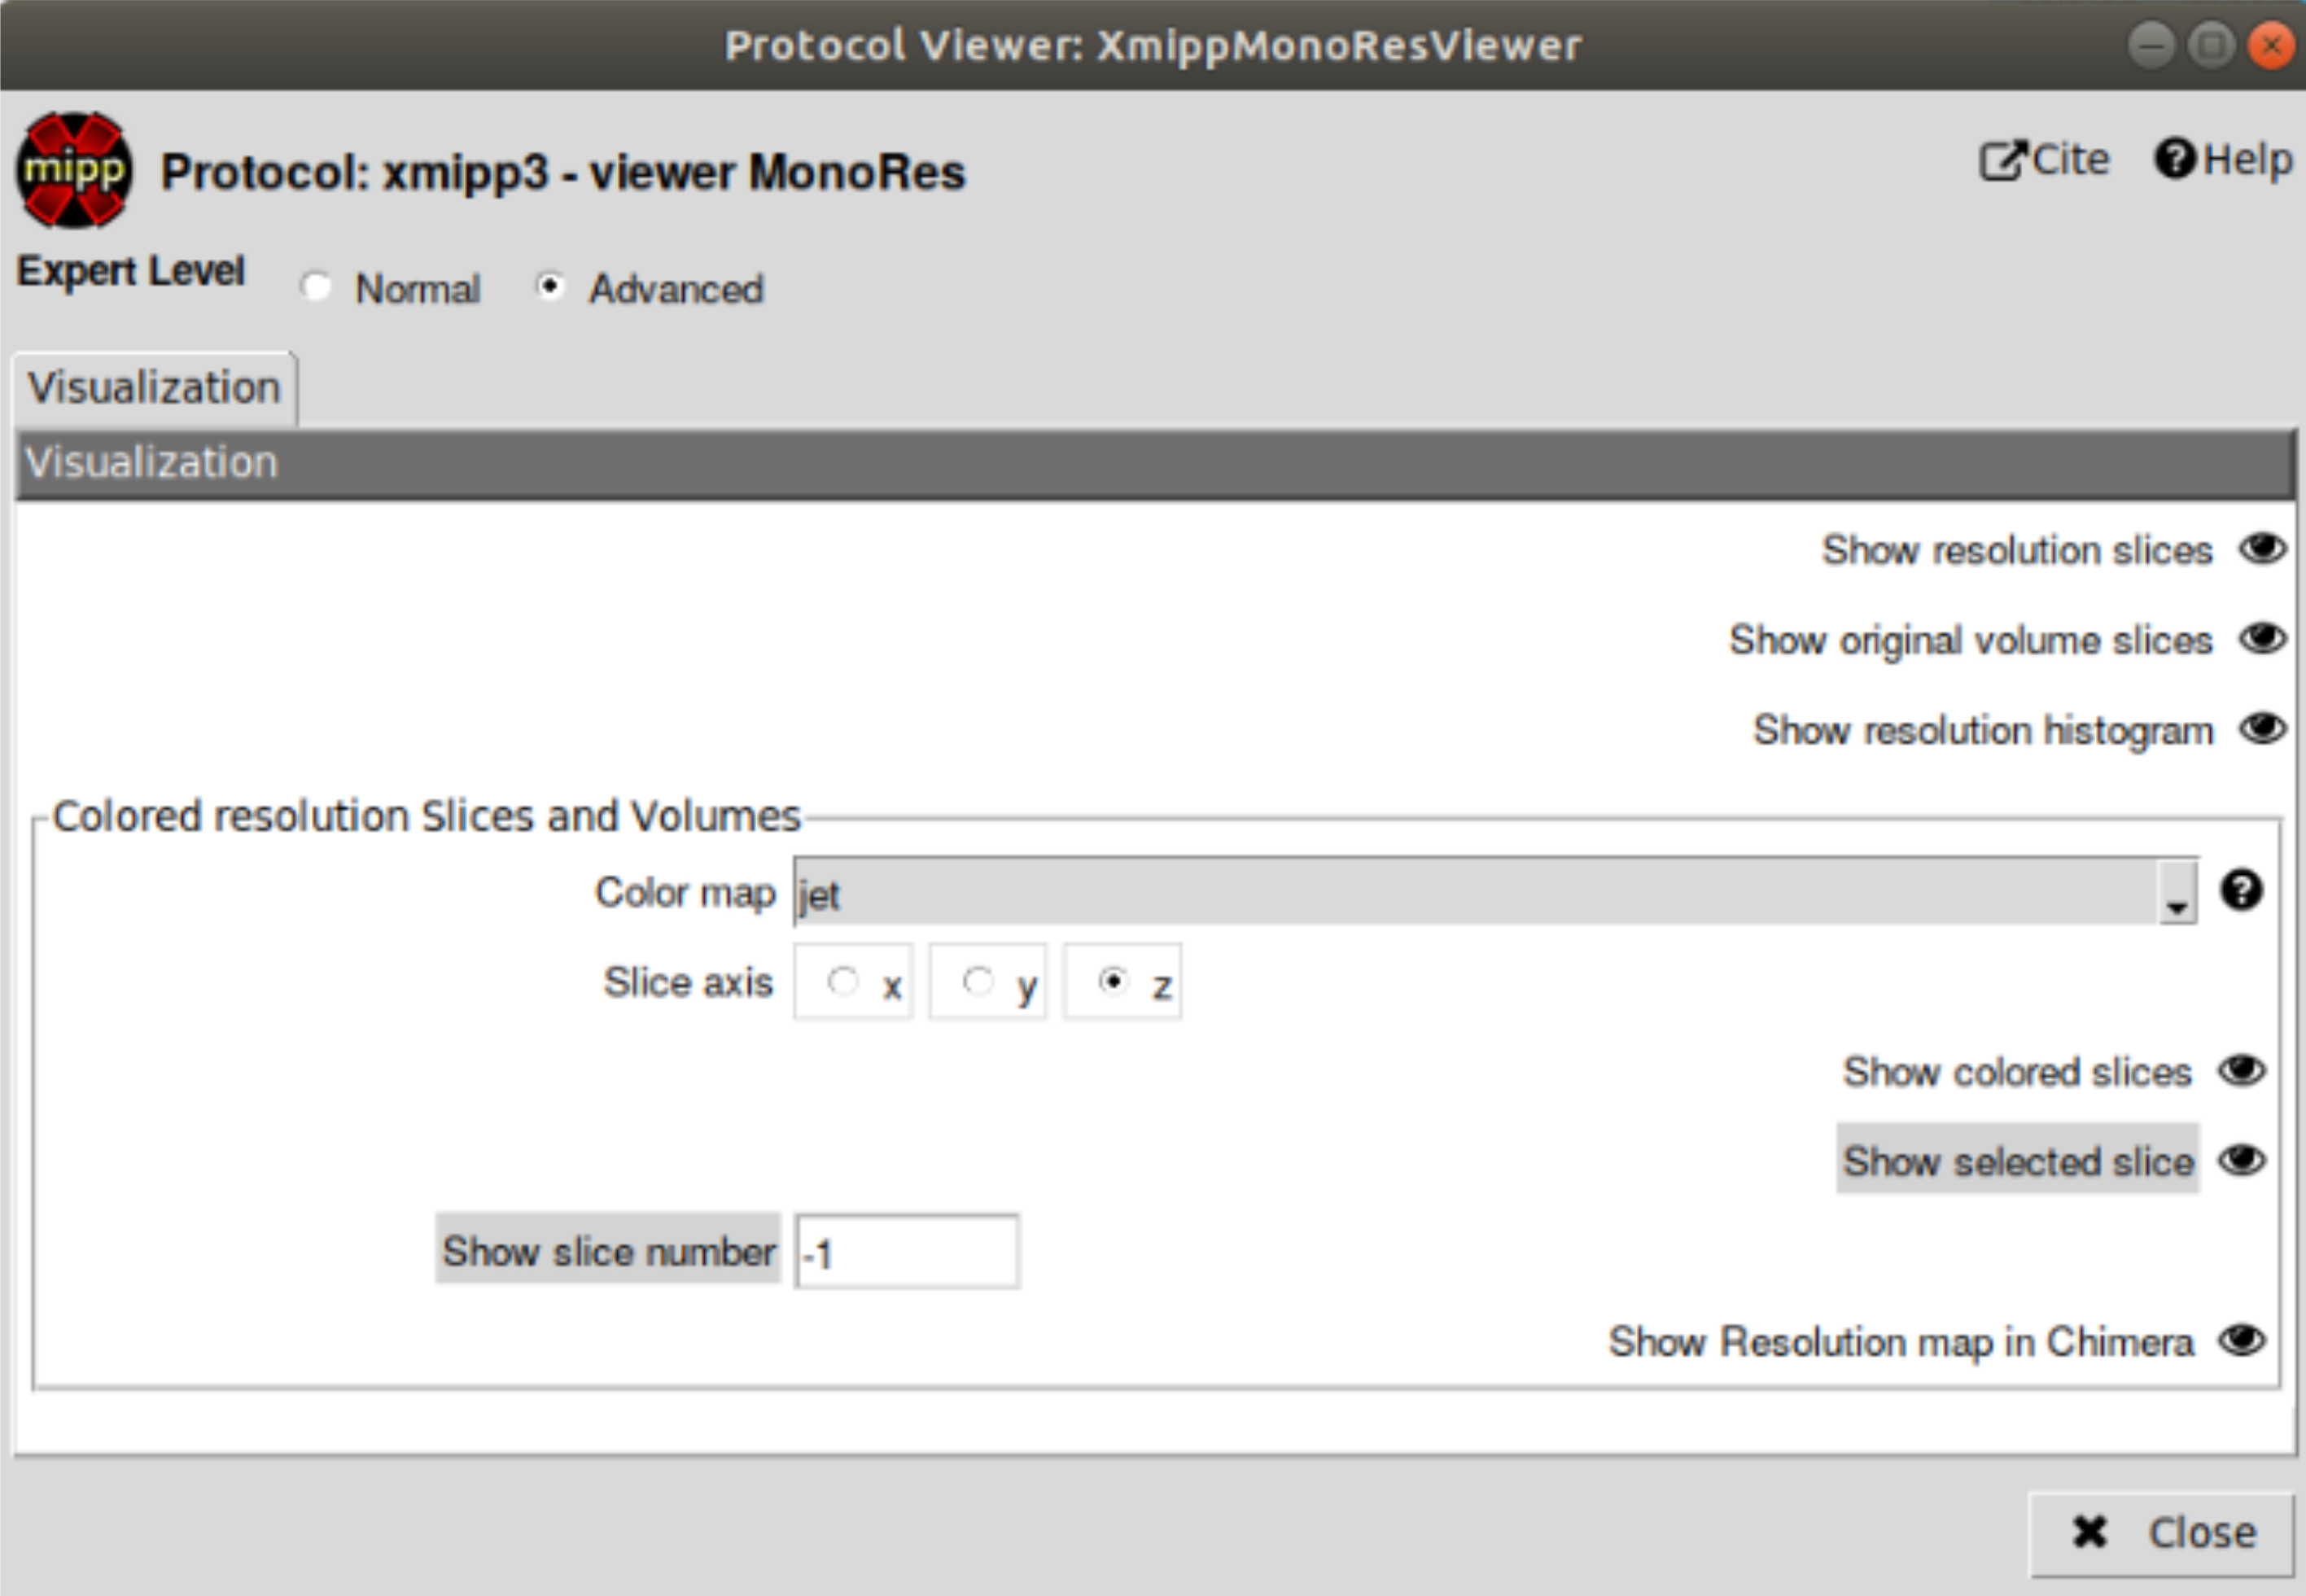 Protocol Viewer: XmippMonoResViewer
mipp
Protocol: xmipp3 - viewer MonoRes
Cite
Help
Expert Level
Normal
Advanced
Visualization
Visualization
Show resolution slices
Show original volume slices
Show resolution histogram
Colored resolution Slices and Volumes
Color map
jet
Slice axis
x
y
z
Show colored slices
Show selected slice
Show slice number
-1
Show Resolution map in Chimera
Close